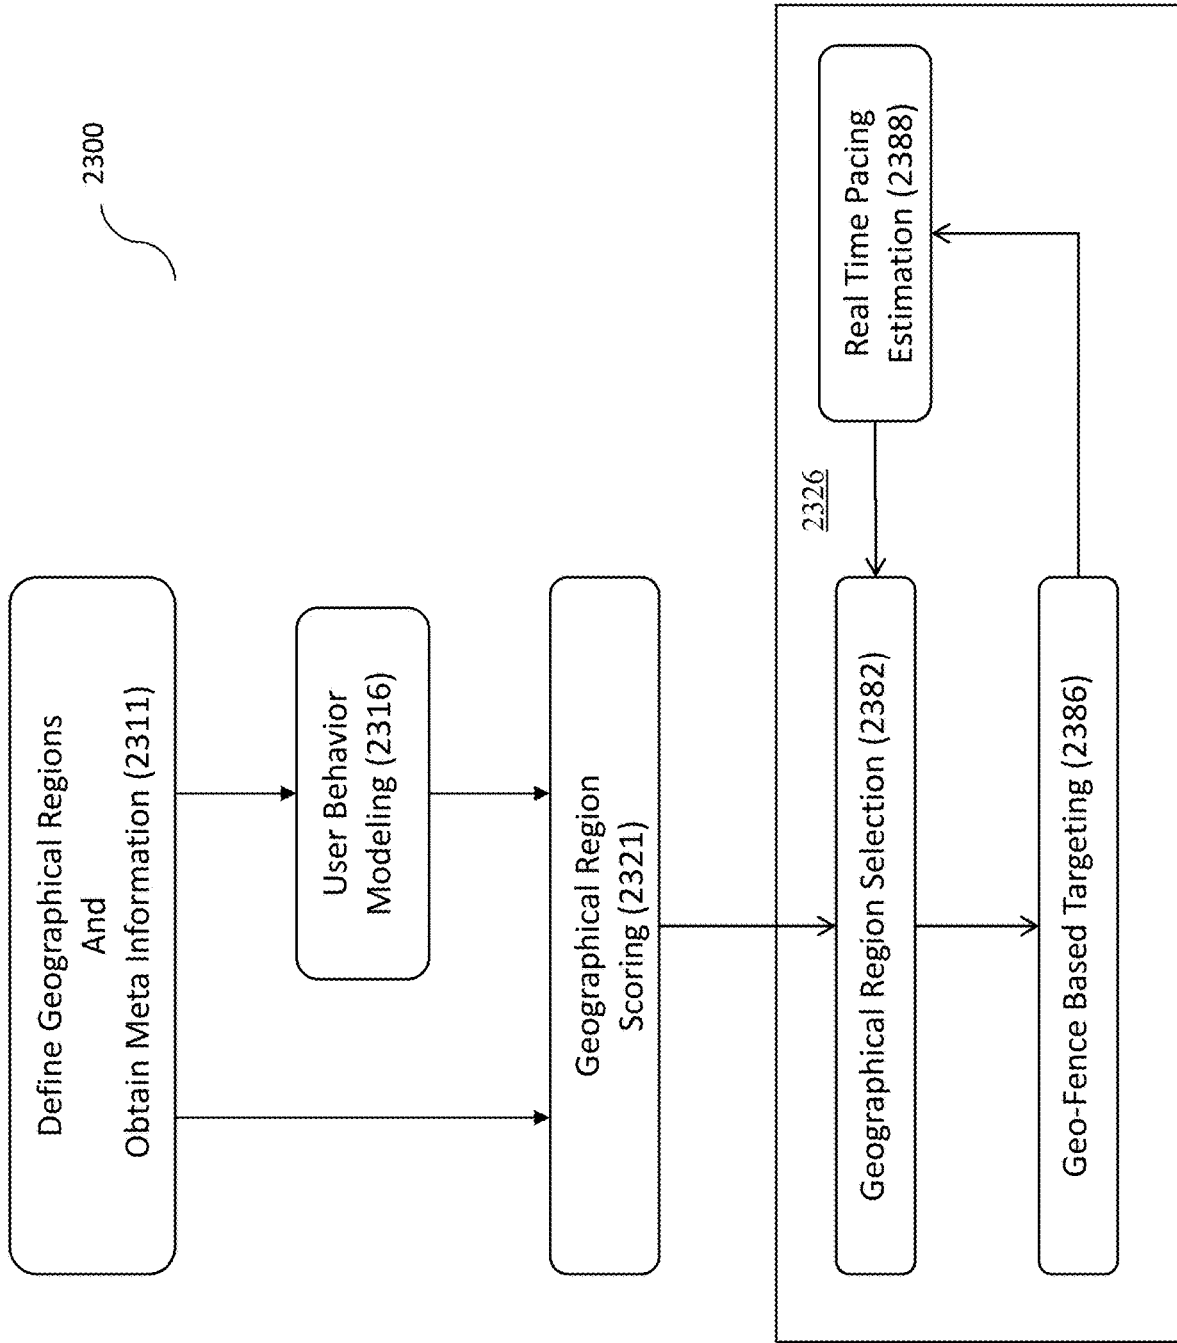 2300
Define Geographical Regions
And
Obtain Meta Information (2311)
User Behavior
Modeling (2316)
Geographical Region
Scoring (2321)
2326
Geographical Region Selection (2382)
Real Time Pacing
Estimation (2388)
Geo-Fence Based Targeting (2386)